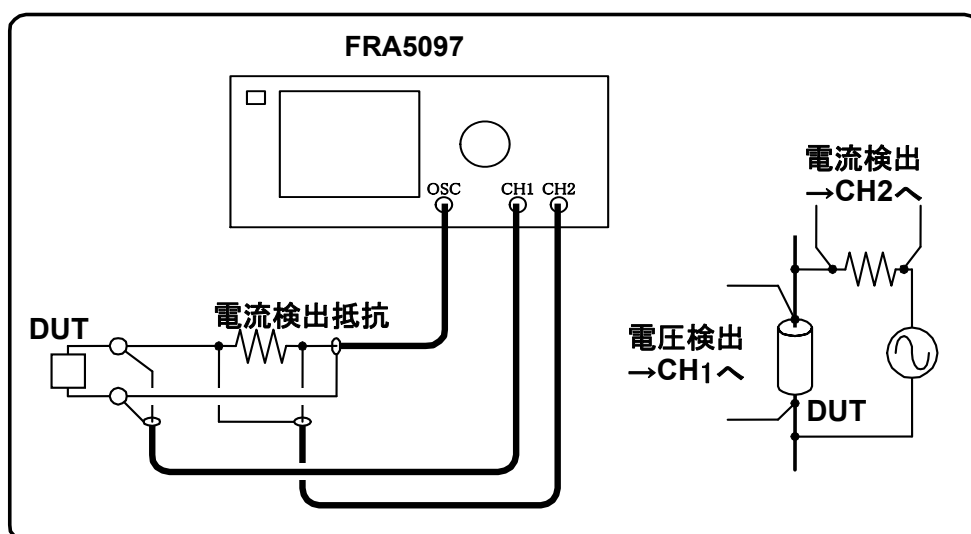 FRA5097
OSC
CH1
CH2
電流検出抵抗
DUT
電流検出
→CH2へ
電圧検出
→CH1へ
DUT